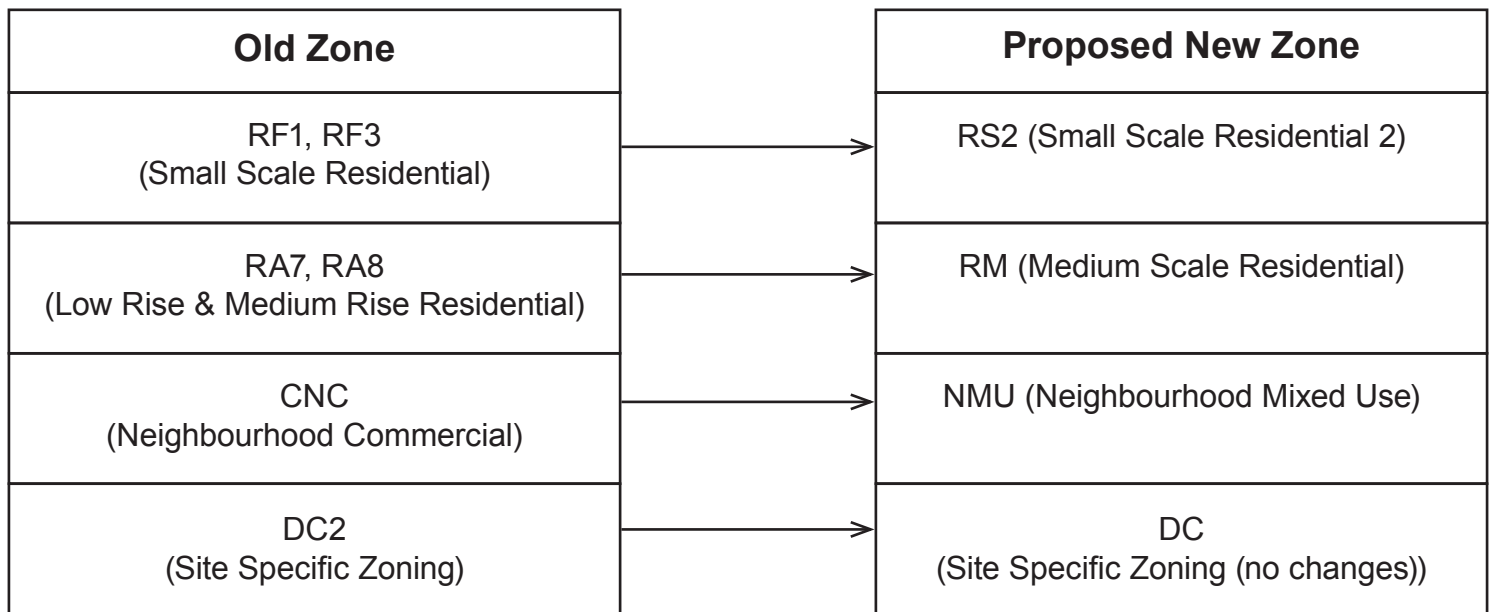 Old Zone
Proposed New Zone
RF1, RF3
(Small Scale Residential)
RS2 (Small Scale Residential 2)
RA7, RA8
(Low Rise & Medium Rise Residential)
RM (Medium Scale Residential)
CNC
(Neighbourhood Commercial)
NMU (Neighbourhood Mixed Use)
DC2
(Site Specific Zoning)
DC
(Site Specific Zoning (no changes))